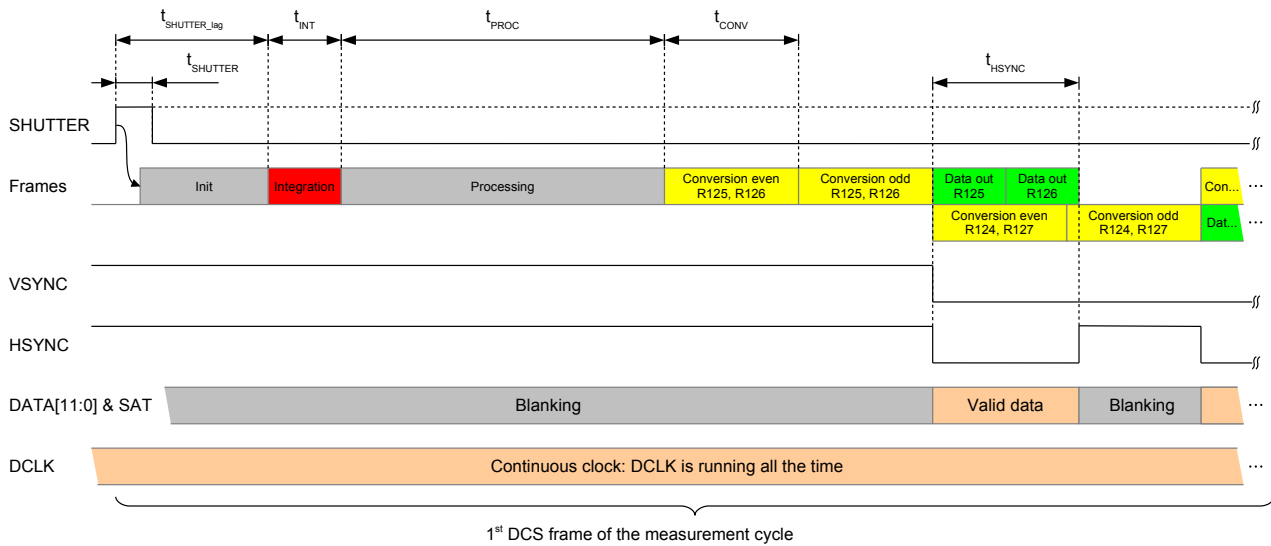 tSHUTTER_lag tINT tPROC tCONV
tSHUTTER tHSYNC
SHUTTER
Frames Init Integration Processing Conversion even Conversion odd Data out Data out Con... ...
R125, R126 R125, R126 R125 R126
Conversion even Conversion odd Dat... ...
R124, R127 R124, R127
VSYNC
HSYNC
DATA[11:0] & SAT Blanking Valid data Blanking ...
DCLK Continuous clock: DCLK is running all the time ...
1st DCS frame of the measurement cycle